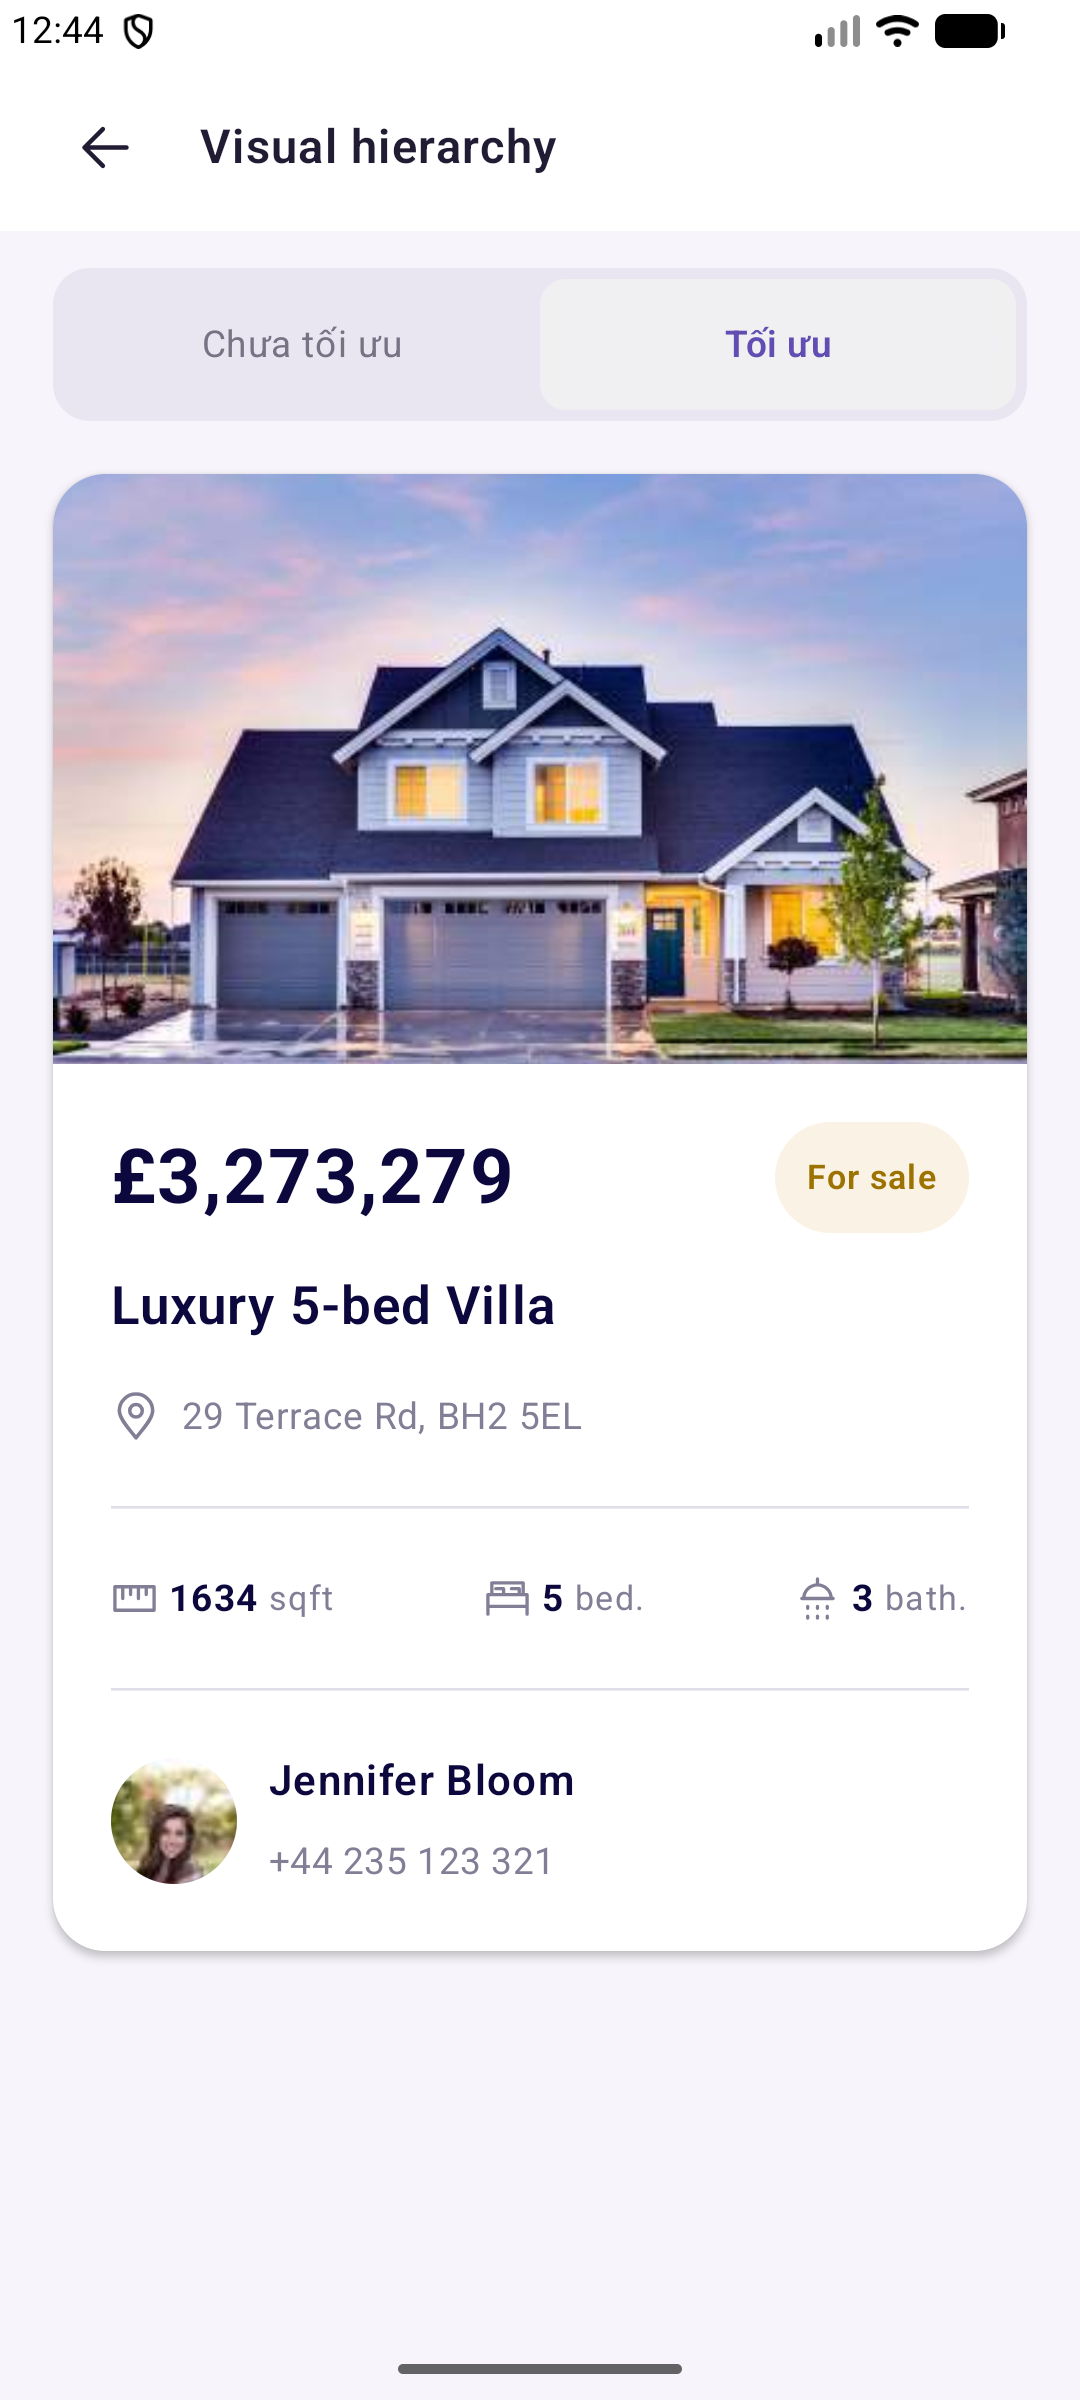 12:44
Visual hierarchy
Chưa tối ưu
Tối ưu
£3,273,279
For sale
Luxury 5-bed Villa
29 Terrace Rd, BH2 5EL
1634 sqft
5 bed.
3 bath.
Jennifer Bloom
+44 235 123 321